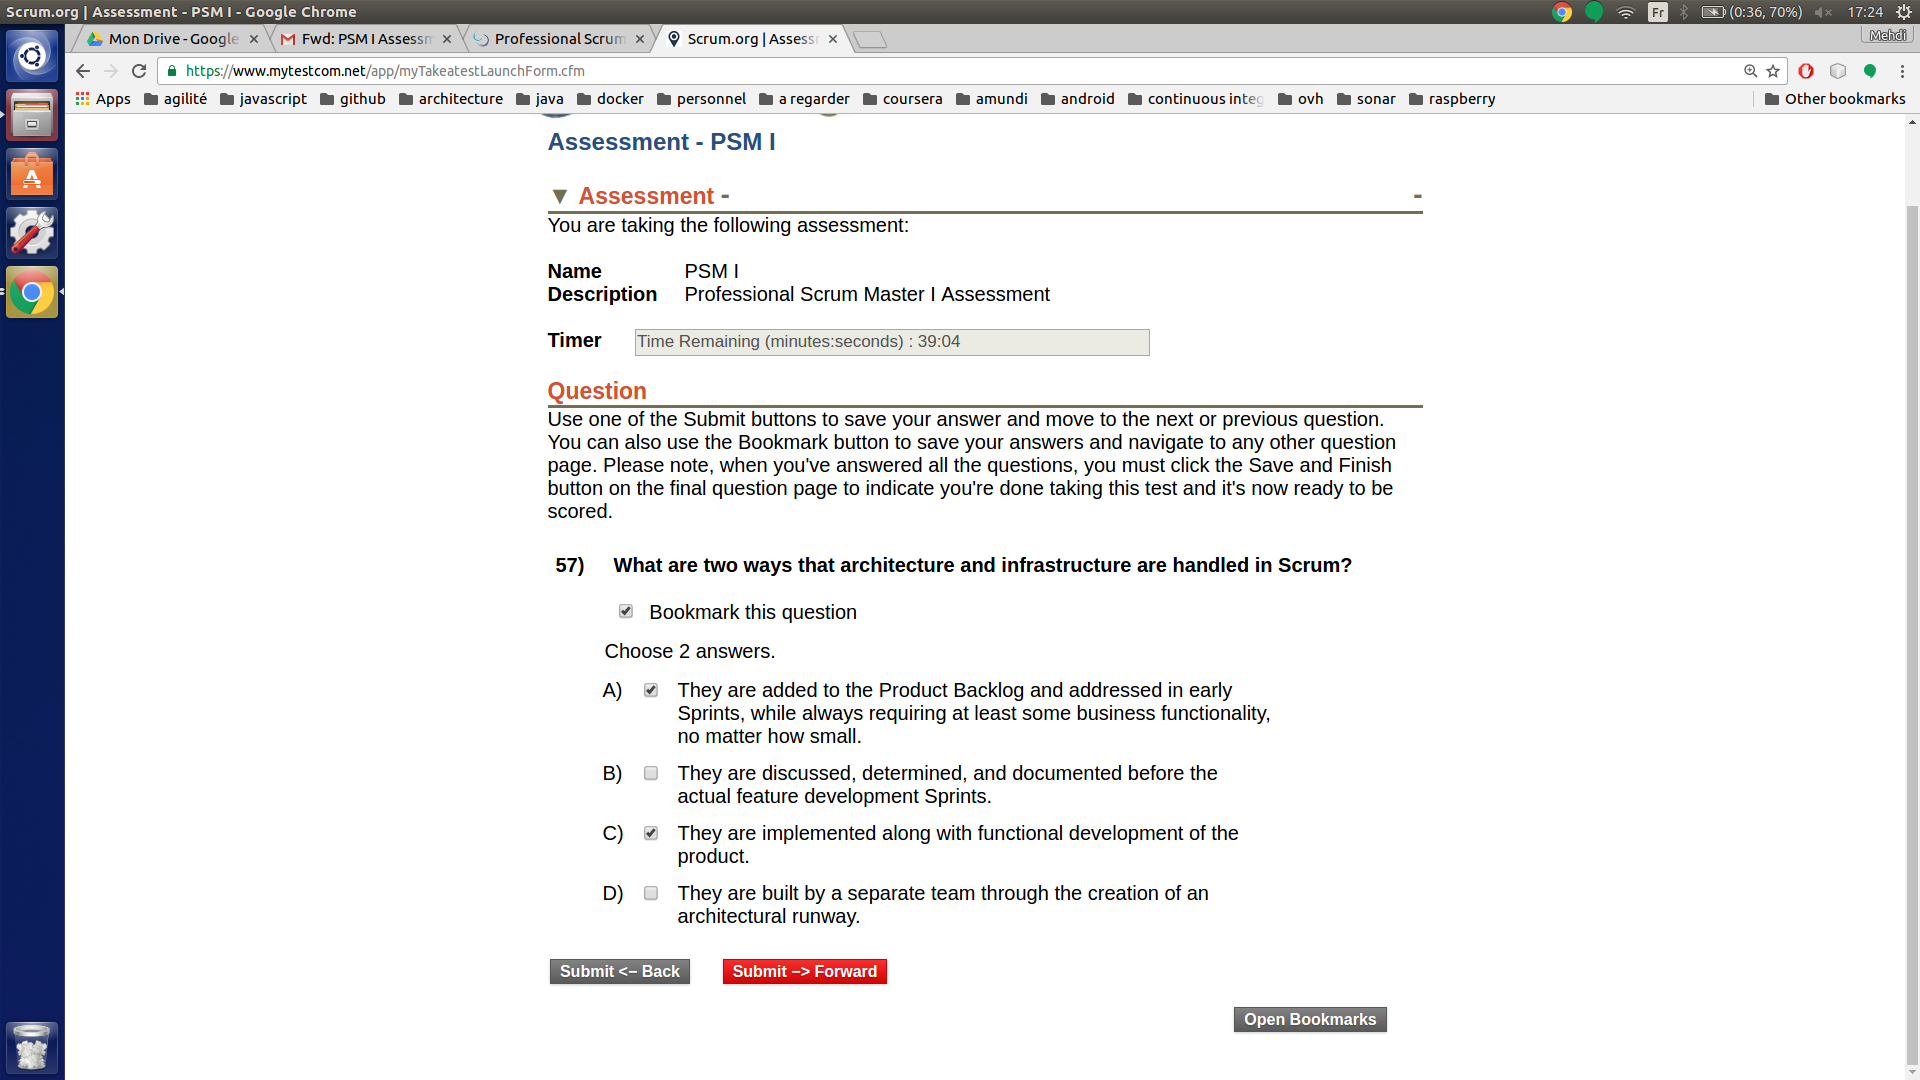 Scrum.org | Assessment - PSM I - Google Chrome
Fr
(0:36, 70%)
17:24
Mon Drive - Google
Fwd: PSM I Assessm
Professional Scrum
Scrum.org | Assess
Mehdi
https://www.mytestcom.net/app/myTakeatestLaunchForm.cfm
Apps
agilité
javascript
github
architecture
java
docker
personnel
a regarder
coursera
amundi
android
continuous integ
ovh
sonar
raspberry
Other bookmarks
Assessment - PSM I
▼ Assessment - -
You are taking the following assessment:
Name PSM I
Description Professional Scrum Master I Assessment
Timer Time Remaining (minutes:seconds) : 39:04
Question
Use one of the Submit buttons to save your answer and move to the next or previous question.
You can also use the Bookmark button to save your answers and navigate to any other question
page. Please note, when you've answered all the questions, you must click the Save and Finish
button on the final question page to indicate you're done taking this test and it's now ready to be
scored.
57) What are two ways that architecture and infrastructure are handled in Scrum?
Bookmark this question
Choose 2 answers.
A) They are added to the Product Backlog and addressed in early
Sprints, while always requiring at least some business functionality,
no matter how small.
B) They are discussed, determined, and documented before the
actual feature development Sprints.
C) They are implemented along with functional development of the
product.
D) They are built by a separate team through the creation of an
architectural runway.
Submit <− Back
Submit −> Forward
Open Bookmarks